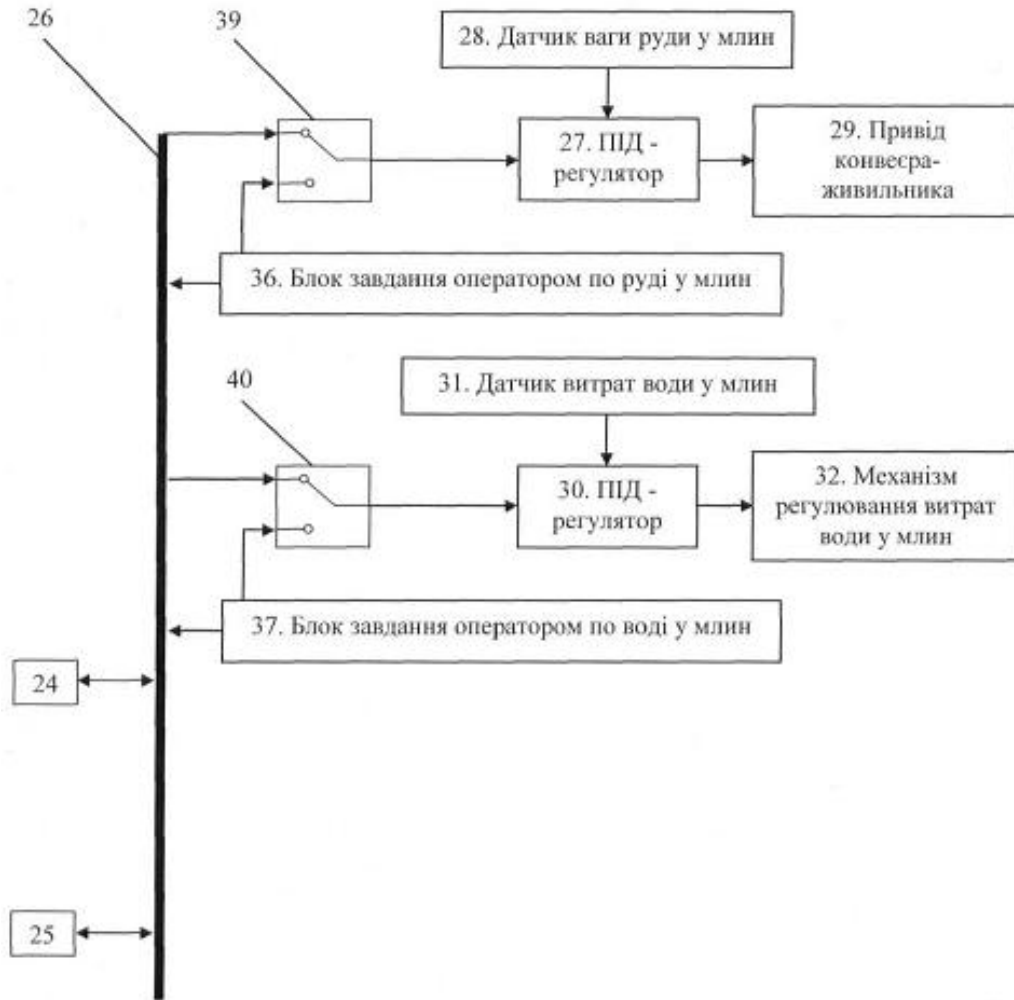 26
39
28. Датчик ваги руди у млин
27. ПІД -
регулятор
29. Привід
конвеєра-
живильника
36. Блок завдання оператором по руді у млин
40
31. Датчик витрат води у млин
30. ПІД -
регулятор
32. Механізм
регулювання витрат
води у млин
37. Блок завдання оператором по воді у млин
24
25